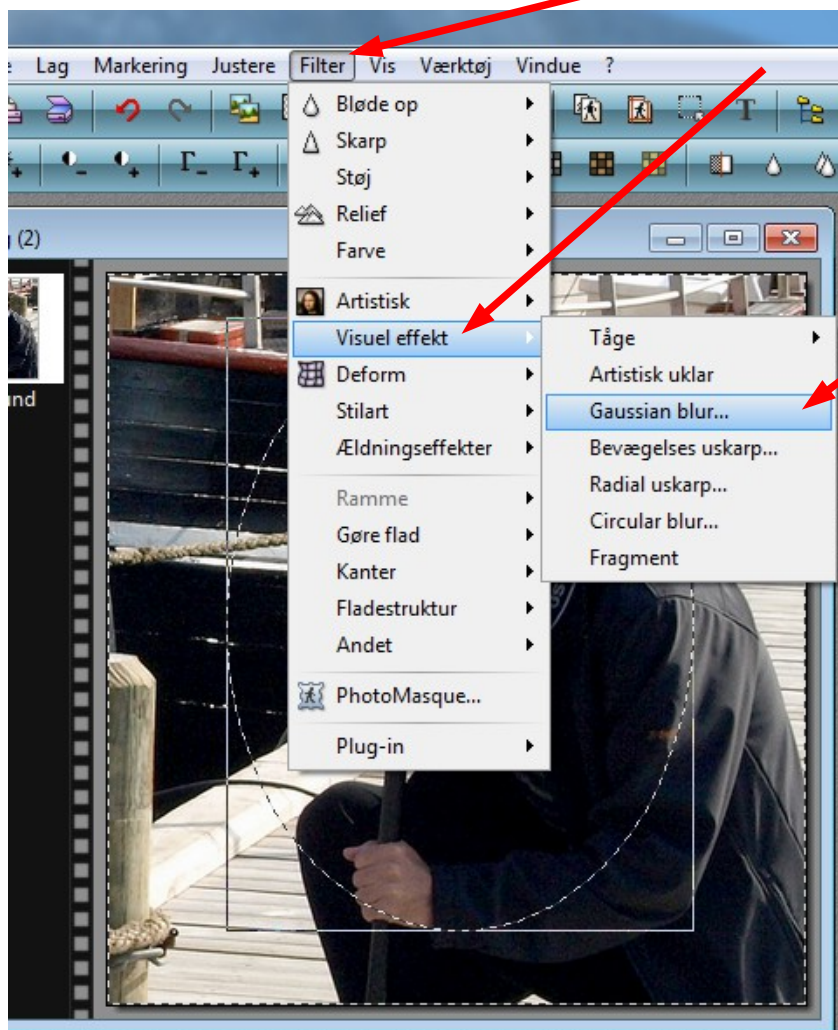 Lag Markering Justere Filter Vis Værktøj Vindue ?
T
Γ_ Γ+
(2)
Bløde op
Skarp
Støj
Relief
Farve
Artistisk
Visuel effekt
Deform
Stilart
Ældningseffekter
Ramme
Gøre flad
Kanter
Fladestruktur
Andet
PhotoMasque...
Plug-in
Tåge
Artistisk uklar
Gaussian blur...
Bevægelses uskarp...
Radial uskarp...
Circular blur...
Fragment
und